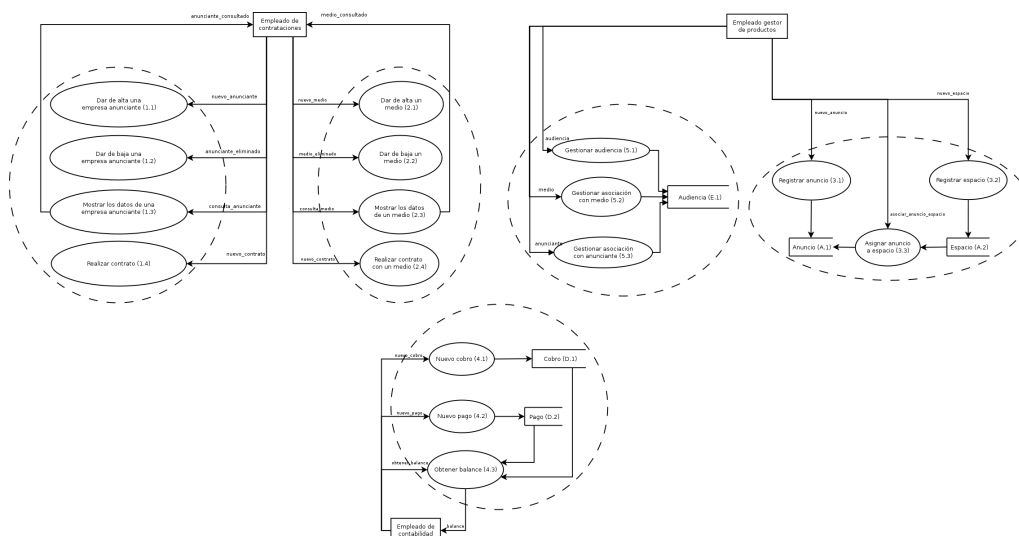 anunciante_consultado
Empleado de
contrataciones
medio_consultado
nuevo_anunciante
Dar de alta una
empresa anunciante (1.1)
anunciante_eliminado
Dar de baja una
empresa anunciante (1.2)
consulta_anunciante
Mostrar los datos de una
empresa anunciante (1.3)
nuevo_contrato
Realizar contrato (1.4)
nuevo_medio
Dar de alta un
medio (2.1)
medio_eliminado
Dar de baja un
medio (2.2)
consulta_medio
Mostrar los datos
de un medio (2.3)
nuevo_contrato
Realizar contrato
con un medio (2.4)
Empleado gestor
de productos
audiencia
Gestionar audiencia (5.1)
medio
Gestionar asociación
con medio (5.2)
anunciante
Gestionar asociación
con anunciante (5.3)
Audiencia (E.1)
nuevo_anuncio
nuevo_espacio
Registrar anuncio (3.1)
Registrar espacio (3.2)
asociar_anuncio_espacio
Anuncio (A.1)
Asignar anuncio
a espacio (3.3)
Espacio (A.2)
nuevo_cobro
Nuevo cobro (4.1)
Cobro (D.1)
nuevo_pago
Nuevo pago (4.2)
Pago (D.2)
obtener_balance
Obtener balance (4.3)
balance
Empleado de
contabilidad